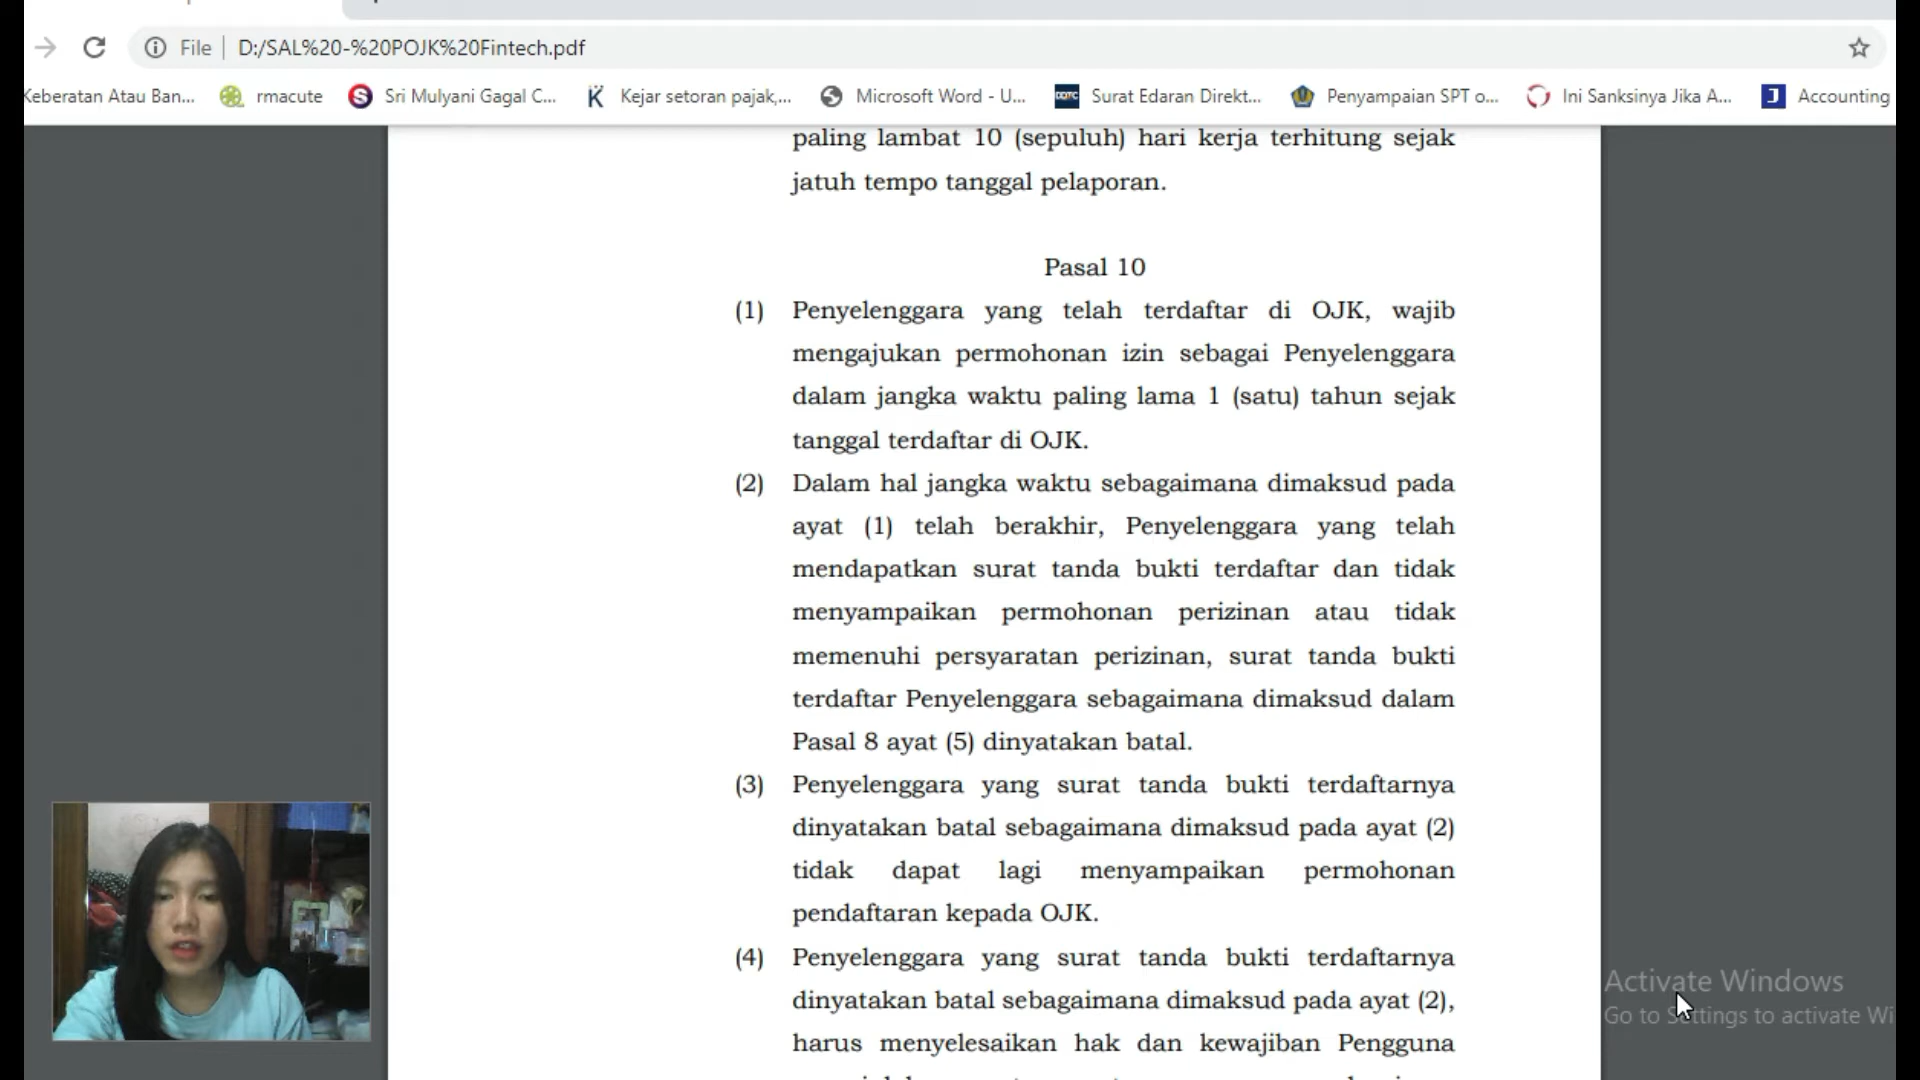 File
D:/SAL%20-%20POJK%20Fintech.pdf
Keberatan Atau Ban...
rmacute
Sri Mulyani Gagal C...
Kejar setoran pajak,...
Microsoft Word - U...
DDTC
Surat Edaran Direkt...
Penyampaian SPT o...
Ini Sanksinya Jika A...
J
Accounting
paling lambat 10 (sepuluh) hari kerja terhitung sejak
jatuh tempo tanggal pelaporan.
Pasal 10
(1) Penyelenggara yang telah terdaftar di OJK, wajib
mengajukan permohonan izin sebagai Penyelenggara
dalam jangka waktu paling lama 1 (satu) tahun sejak
tanggal terdaftar di OJK.
(2) Dalam hal jangka waktu sebagaimana dimaksud pada
ayat (1) telah berakhir, Penyelenggara yang telah
mendapatkan surat tanda bukti terdaftar dan tidak
menyampaikan permohonan perizinan atau tidak
memenuhi persyaratan perizinan, surat tanda bukti
terdaftar Penyelenggara sebagaimana dimaksud dalam
Pasal 8 ayat (5) dinyatakan batal.
(3) Penyelenggara yang surat tanda bukti terdaftarnya
dinyatakan batal sebagaimana dimaksud pada ayat (2)
tidak dapat lagi menyampaikan permohonan
pendaftaran kepada OJK.
(4) Penyelenggara yang surat tanda bukti terdaftarnya
dinyatakan batal sebagaimana dimaksud pada ayat (2),
harus menyelesaikan hak dan kewajiban Pengguna
Activate Windows
Go to Settings to activate Wi